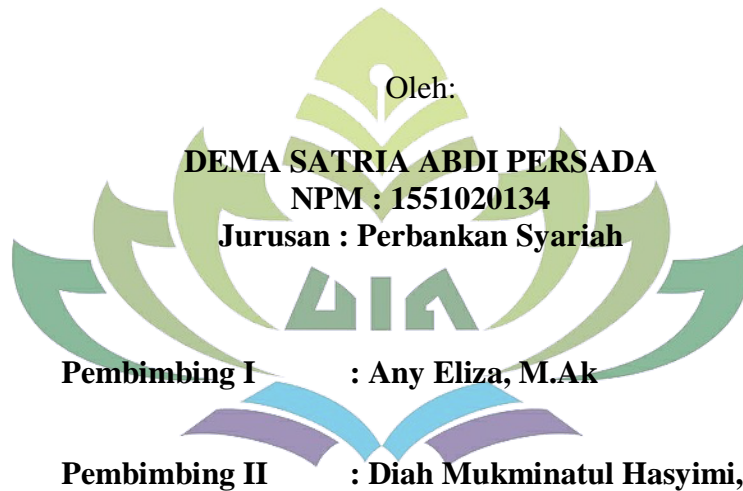 Oleh:
DEMA SATRIA ABDI PERSADA
NPM : 1551020134
Jurusan : Perbankan Syariah
UIN
Pembimbing I : Any Eliza, M.Ak
Pembimbing II : Diah Mukminatul Hasyimi,